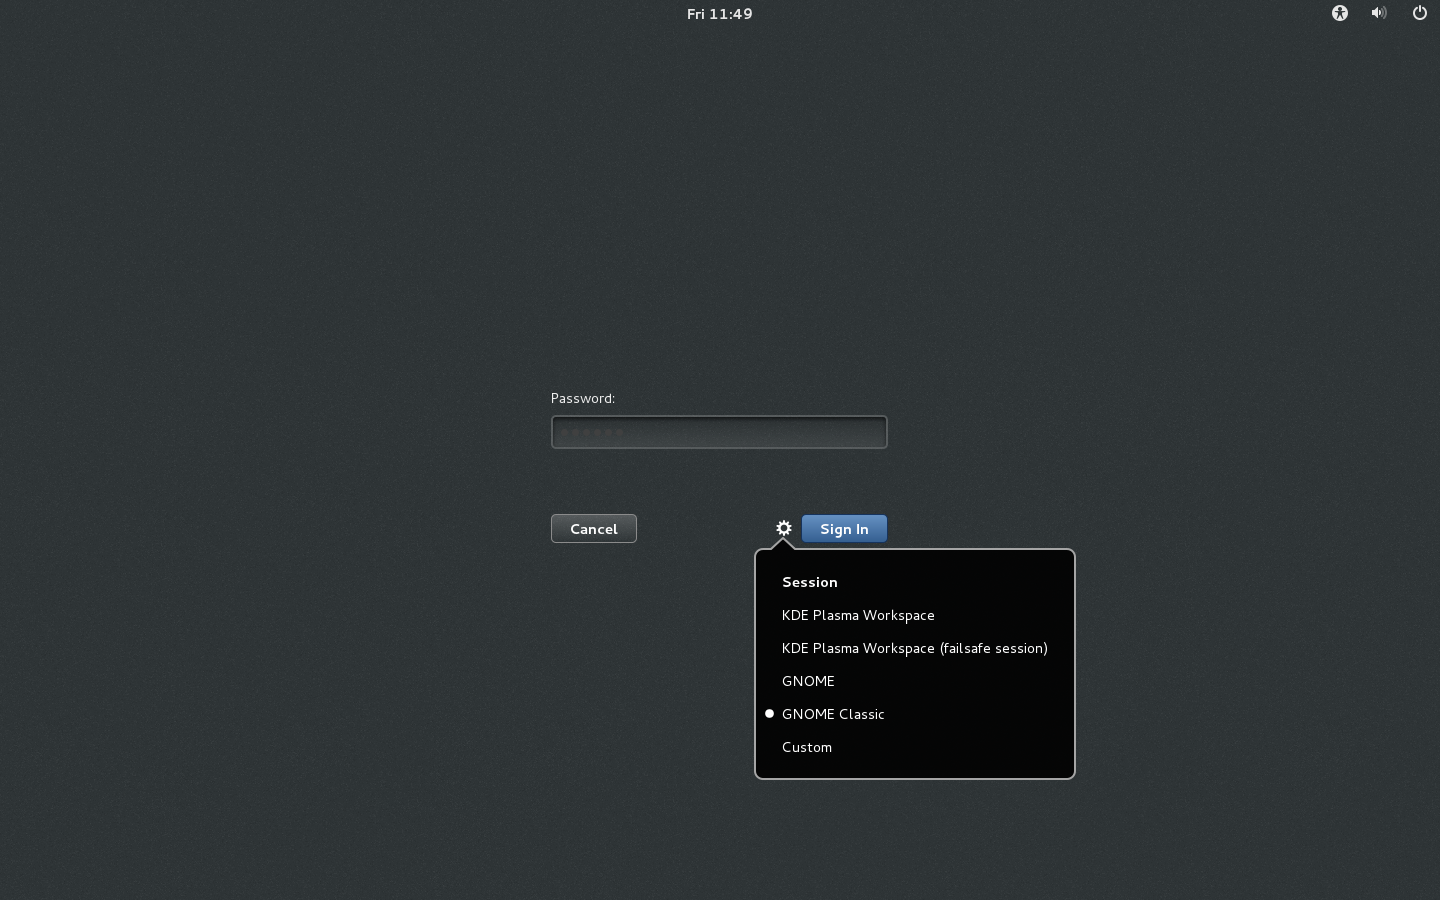 Fri 11:49
Password:
Cancel
Sign In
Session
KDE Plasma Workspace
KDE Plasma Workspace (failsafe session)
GNOME
GNOME Classic
Custom